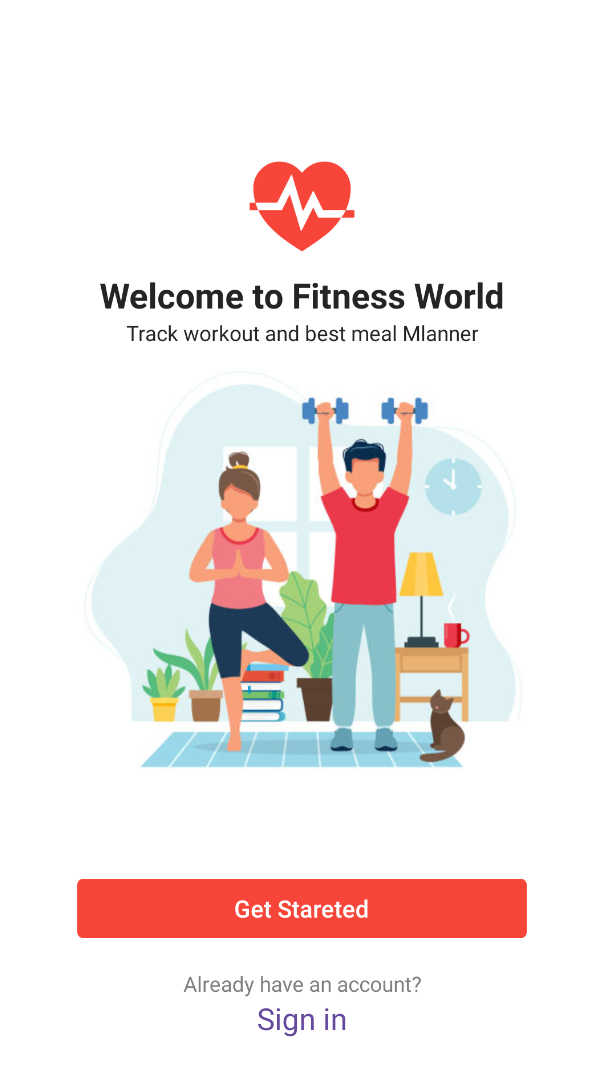 Welcome to Fitness World
Track workout and best meal Mlanner
Get Stareted
Already have an account?
Sign in